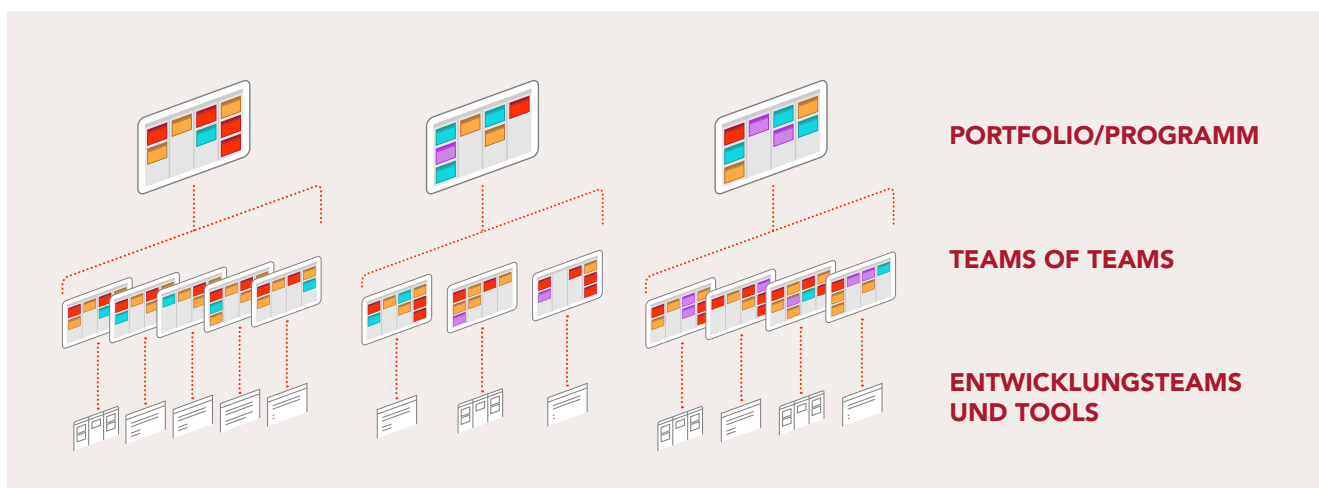 PORTFOLIO/PROGRAMM
TEAMS OF TEAMS
ENTWICKLUNGSTEAMS
UND TOOLS